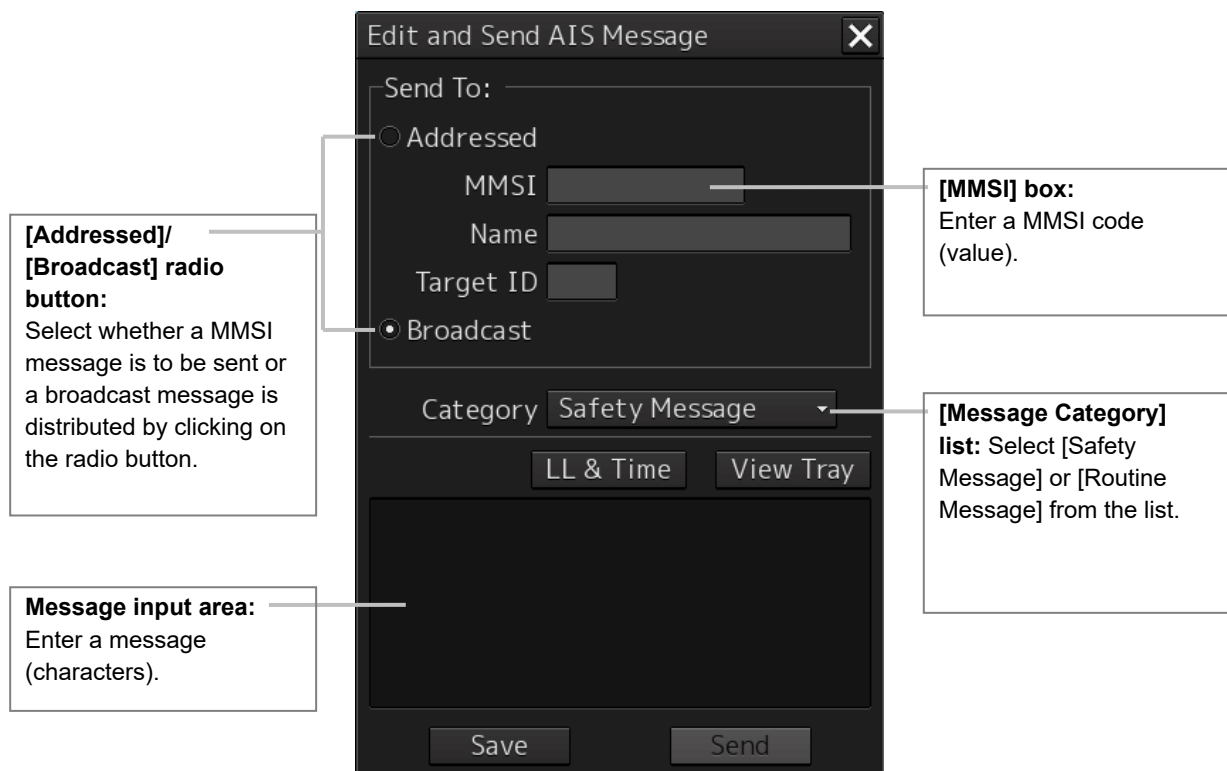 Edit and Send AIS Message
Send To:
Addressed
MMSI
Name
Target ID
Broadcast
Category Safety Message
LL & Time View Tray
Save Send
[Addressed]/
[Broadcast] radio
button:
Select whether a MMSI
message is to be sent or
a broadcast message is
distributed by clicking on
the radio button.
Message input area:
Enter a message
(characters).
[MMSI] box:
Enter a MMSI code
(value).
[Message Category]
list: Select [Safety
Message] or [Routine
Message] from the list.